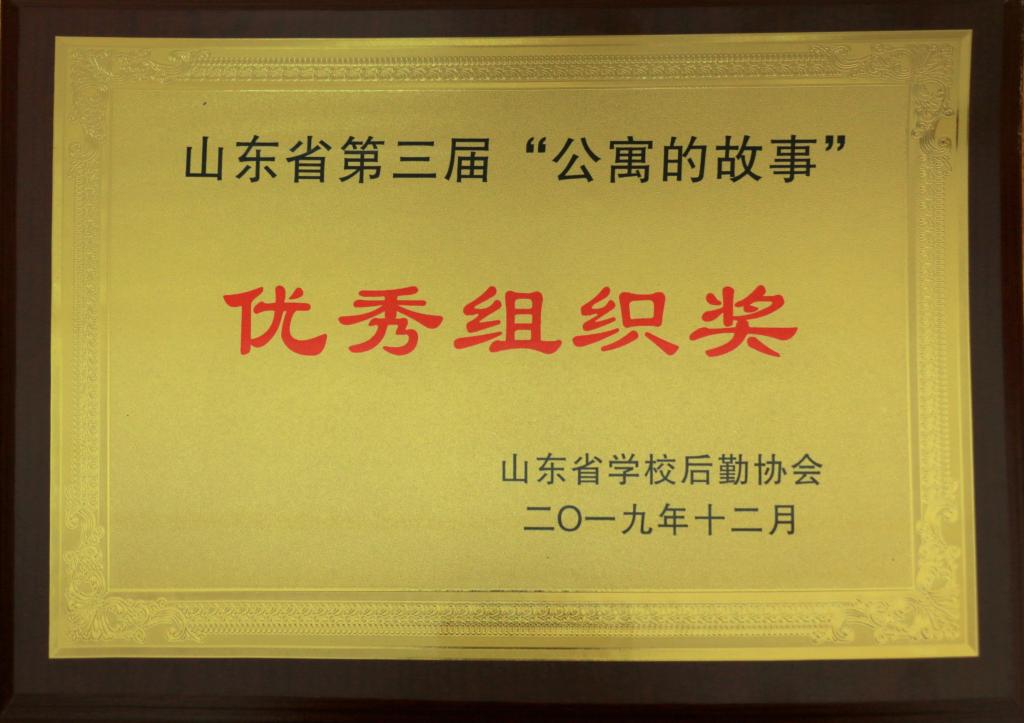 山东省第三届“公寓的故事”
优秀组织奖
山东省学校后勤协会
二〇一九年十二月